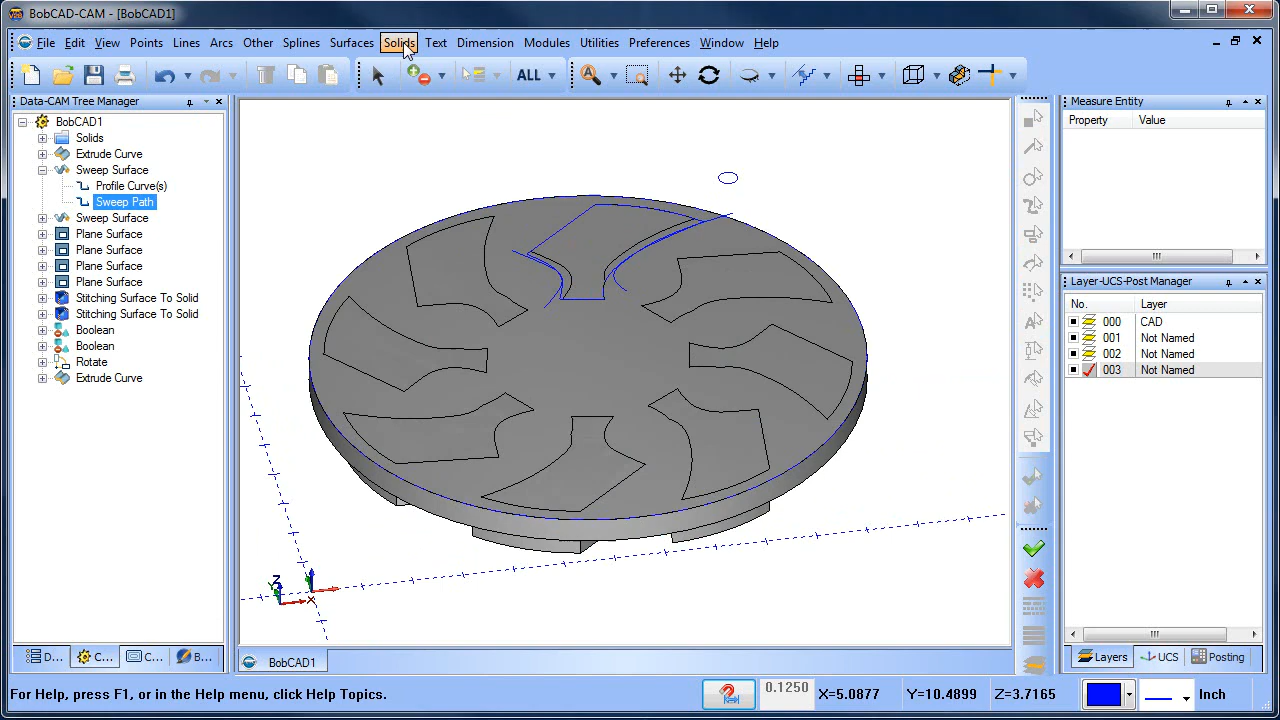 BobCAD-CAM - [BobCAD1]
File Edit View Points Lines Arcs Other Splines Surfaces Solids Text Dimension Modules Utilities Preferences Window Help
ALL
Data-CAM Tree Manager
BobCAD1
Solids
Extrude Curve
Sweep Surface
Profile Curve(s)
Sweep Path
Sweep Surface
Plane Surface
Plane Surface
Plane Surface
Plane Surface
Stitching Surface To Solid
Stitching Surface To Solid
Boolean
Boolean
Rotate
Extrude Curve
D... C... C... B...
Z
Y
X
BobCAD1
Measure Entity
Property Value
Layer-UCS-Post Manager
No. Layer
000 CAD
001 Not Named
002 Not Named
003 Not Named
Layers UCS Posting
For Help, press F1, or in the Help menu, click Help Topics.
0.1250 X=5.0877 Y=10.4899 Z=3.7165 Inch